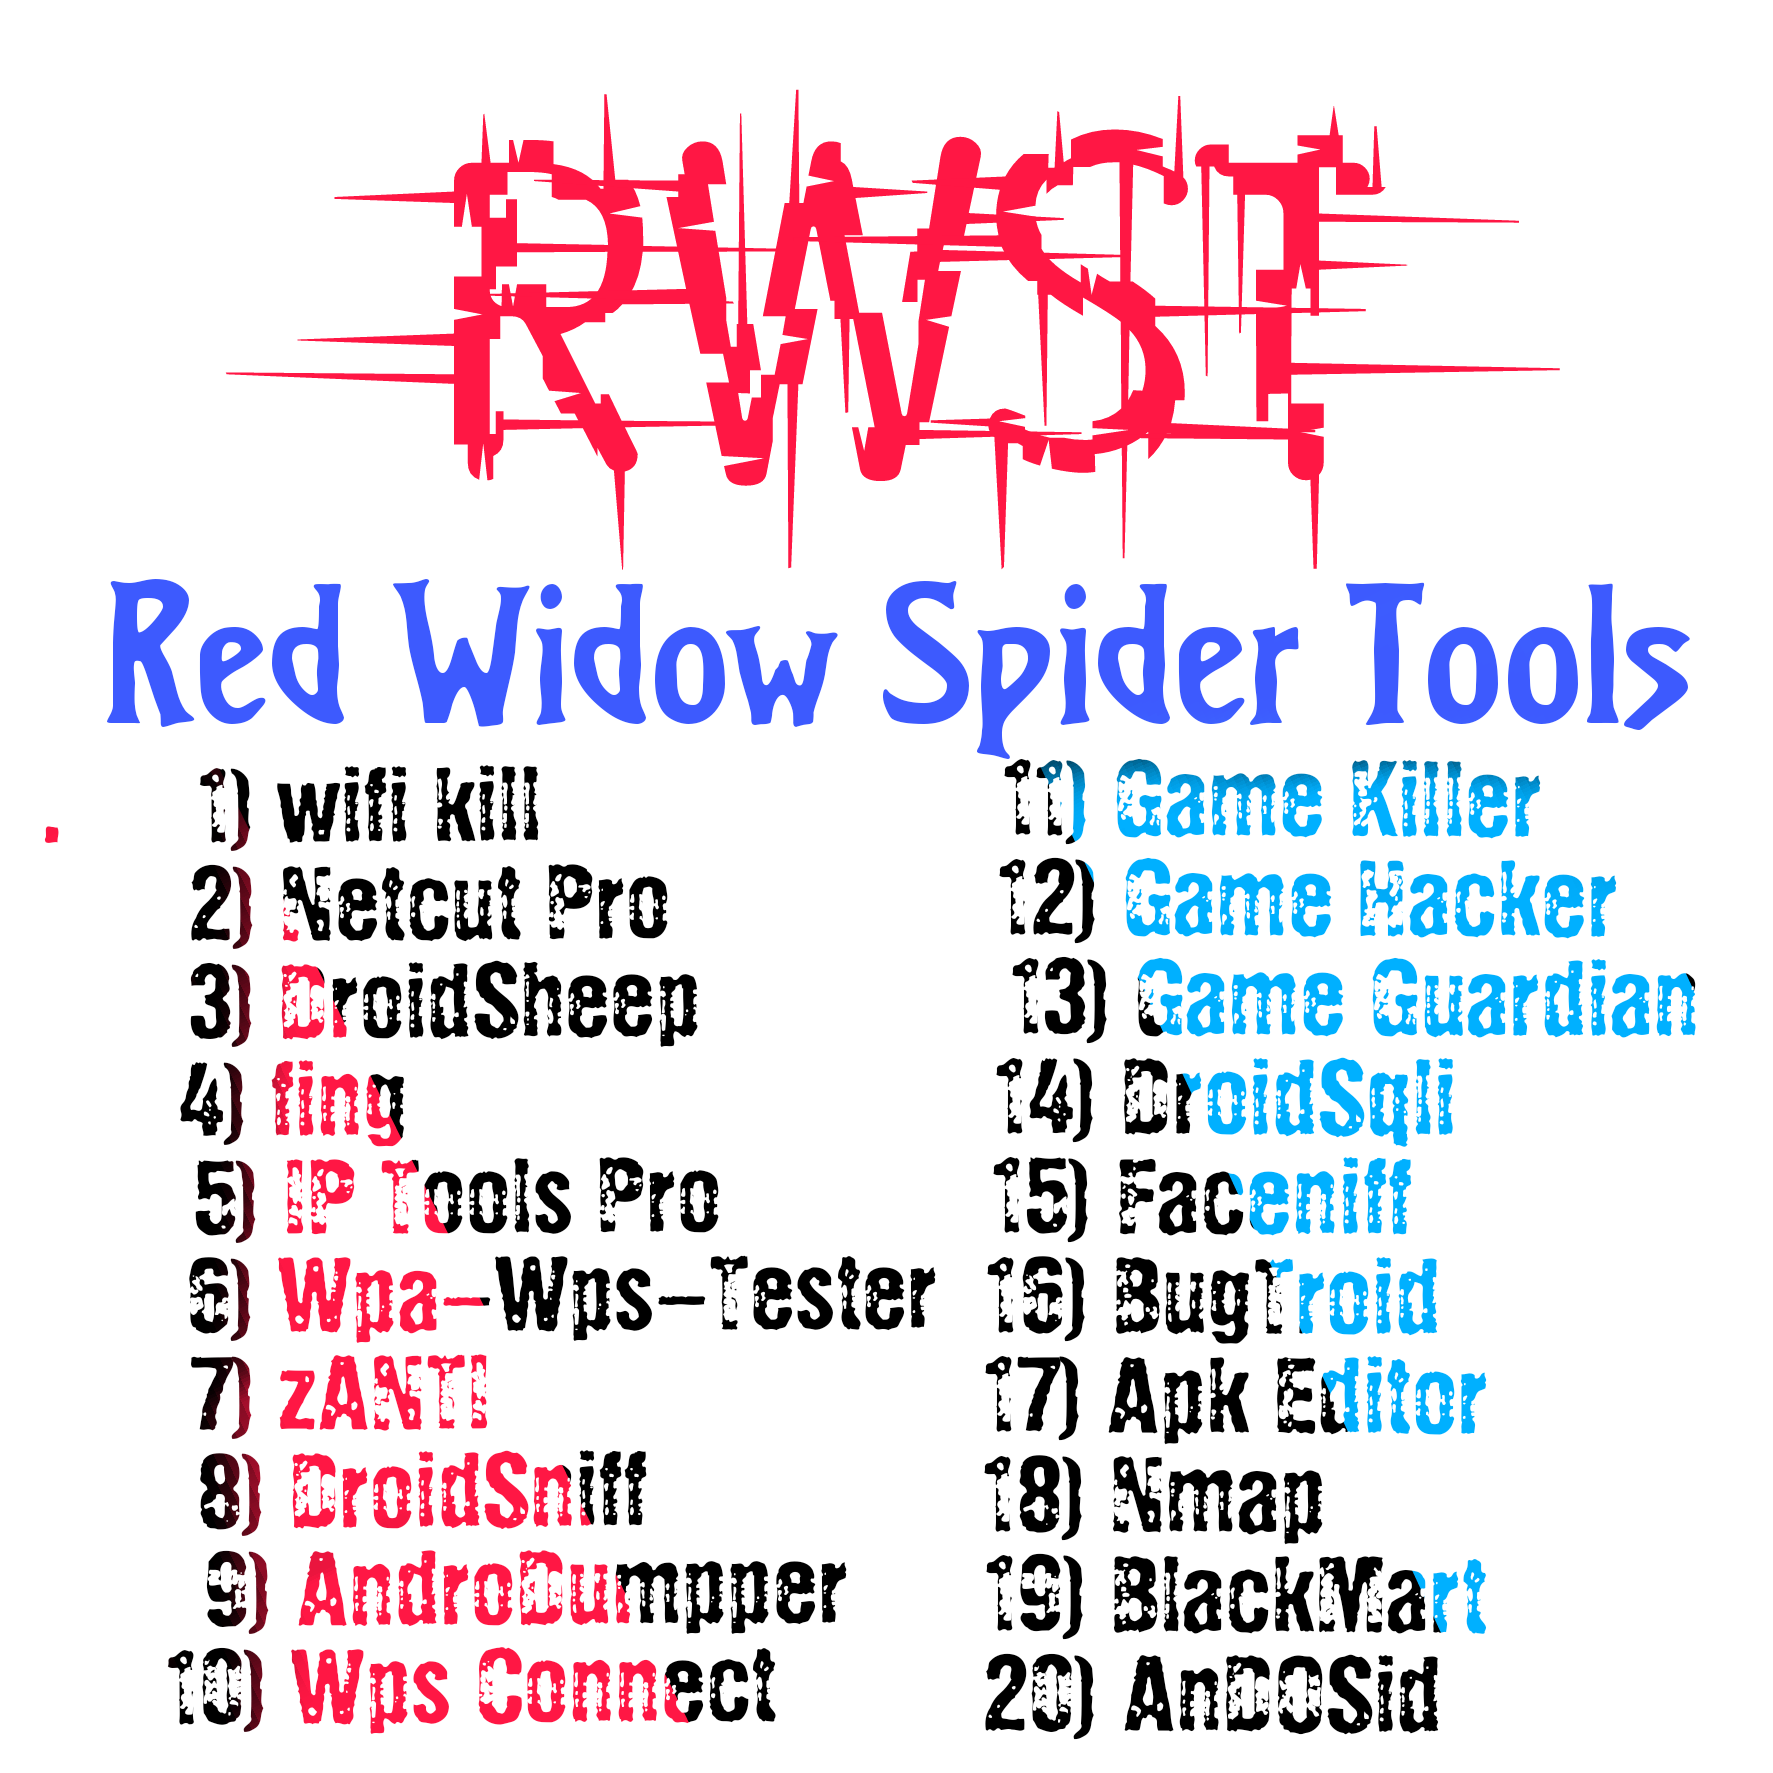 RWST
Red Widow Spider Tools
1) wifi kill
2) Netcut Pro
3) DroidSheep
4) fing
5) IP Tools Pro
6) Wpa-Wps-Tester
7) zANTI
8) DroidSniff
9) AndroDumpper
10) Wps Connect
11) Game Killer
12) Game Hacker
13) Game Guardian
14) DroidSqli
15) Faceniff
16) BugTroid
17) Apk Editor
18) Nmap
19) BlackMart
20) AnDOSid